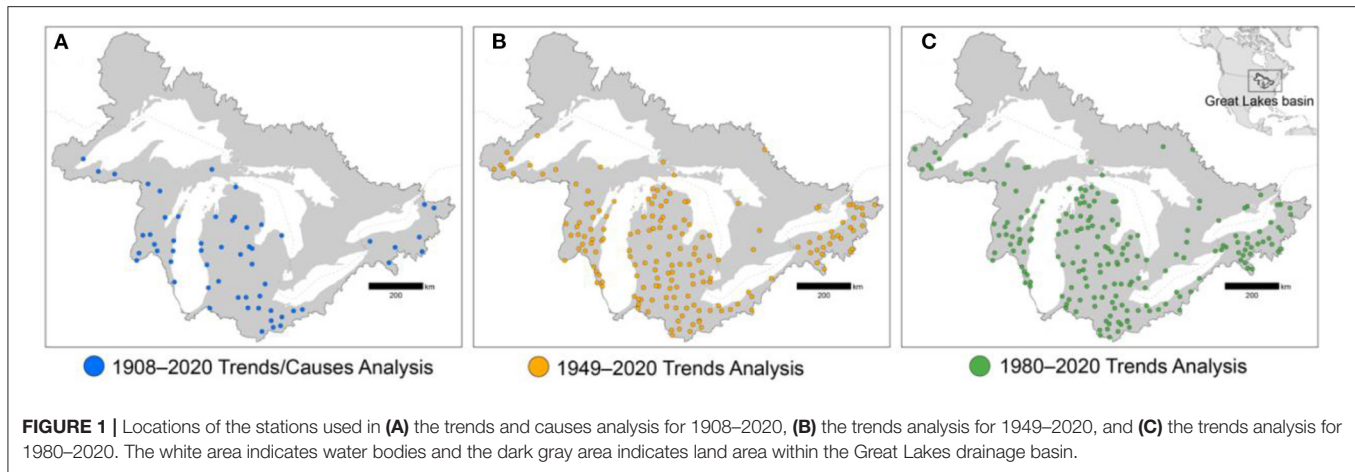 A
B
C
Great Lakes basin
200 km
200 km
200 km
1908–2020 Trends/Causes Analysis
1949–2020 Trends Analysis
1980–2020 Trends Analysis
FIGURE 1 | Locations of the stations used in (A) the trends and causes analysis for 1908–2020, (B) the trends analysis for 1949–2020, and (C) the trends analysis for
1980–2020. The white area indicates water bodies and the dark gray area indicates land area within the Great Lakes drainage basin.